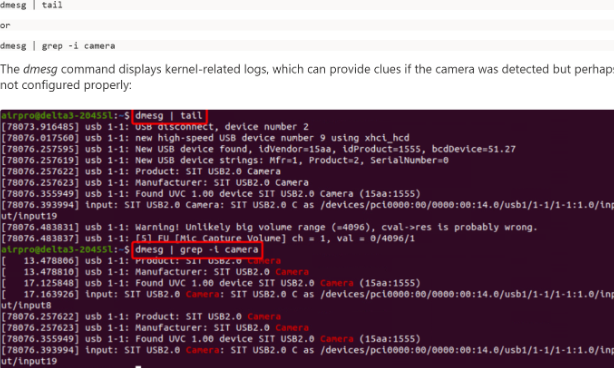 dmesg | tail
or
dmesg | grep -i camera
The dmesg command displays kernel-related logs, which can provide clues if the camera was detected but perhaps
not configured properly:
airpro@delta3-20455l:~$ dmesg | tail
[78073.916485] usb 1-1: USB disconnect, device number 2
[78076.017560] usb 1-1: new high-speed USB device number 9 using xhci_hcd
[78076.257595] usb 1-1: New USB device found, idVendor=15aa, idProduct=1555, bcdDevice=51.27
[78076.257619] usb 1-1: New USB device strings: Mfr=1, Product=2, SerialNumber=0
[78076.257622] usb 1-1: Product: SIT USB2.0 Camera
[78076.257623] usb 1-1: Manufacturer: SIT USB2.0 Camera
[78076.355949] usb 1-1: Found UVC 1.00 device SIT USB2.0 Camera (15aa:1555)
[78076.393994] input: SIT USB2.0 Camera: SIT USB2.0 C as /devices/pci0000:00/0000:00:14.0/usb1/1-1/1-1:1.0/inp
ut/input19
[78076.483831] usb 1-1: Warning! Unlikely big volume range (=4096), cval->res is probably wrong.
[78076.483837] usb 1-1: [5] FU [Mic Capture Volume] ch = 1, val = 0/4096/1
airpro@delta3-20455l:~$ dmesg | grep -i camera
[   13.478806] usb 1-1: Product: SIT USB2.0 Camera
[   13.478810] usb 1-1: Manufacturer: SIT USB2.0 Camera
[   17.125848] usb 1-1: Found UVC 1.00 device SIT USB2.0 Camera (15aa:1555)
[   17.163926] input: SIT USB2.0 Camera: SIT USB2.0 C as /devices/pci0000:00/0000:00:14.0/usb1/1-1/1-1:1.0/inp
ut/input8
[78076.257622] usb 1-1: Product: SIT USB2.0 Camera
[78076.257623] usb 1-1: Manufacturer: SIT USB2.0 Camera
[78076.355949] usb 1-1: Found UVC 1.00 device SIT USB2.0 Camera (15aa:1555)
[78076.393994] input: SIT USB2.0 Camera: SIT USB2.0 C as /devices/pci0000:00/0000:00:14.0/usb1/1-1/1-1:1.0/inp
ut/input19